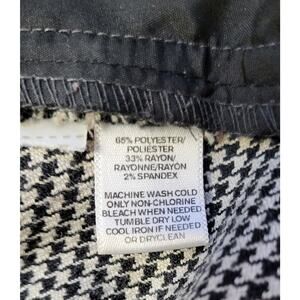 65% POLYESTER/
POLIESTER
33% RAYON/
RAYONNE/RAYÓN
2% SPANDEX
MACHINE WASH COLD
ONLY NON-CHLORINE
BLEACH WHEN NEEDED
TUMBLE DRY LOW
COOL IRON IF NEEDED
OR DRYCLEAN